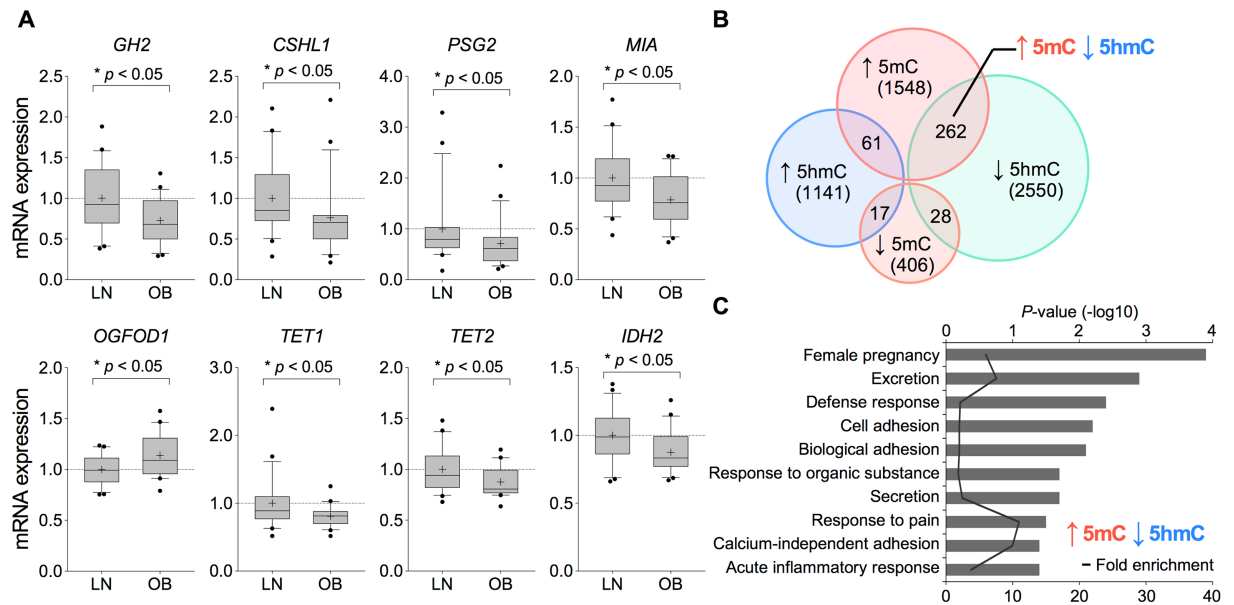 A
GH2
CSHL1
PSG2
MIA
mRNA expression
* p < 0.05
* p < 0.05
* p < 0.05
* p < 0.05
2.5
2.0
1.5
1.0
0.5
0.0
2.5
2.0
1.5
1.0
0.5
0.0
4.0
3.0
2.0
1.0
0.0
2.0
1.5
1.0
0.5
0.0
LN OB
LN OB
LN OB
LN OB
OGFOD1
TET1
TET2
IDH2
mRNA expression
* p < 0.05
* p < 0.05
* p < 0.05
* p < 0.05
2.0
1.5
1.0
0.5
0.0
3.0
2.0
1.0
0.0
2.0
1.5
1.0
0.5
0.0
1.5
1.0
0.5
0.0
LN OB
LN OB
LN OB
LN OB
B
↑ 5mC ↓ 5hmC
↑ 5mC
(1548)
262
61
↑ 5hmC
(1141)
↓ 5hmC
(2550)
17
28
↓ 5mC
(406)
C
P-value (-log10)
0 1 2 3 4
Female pregnancy
Excretion
Defense response
Cell adhesion
Biological adhesion
Response to organic substance
Secretion
Response to pain
Calcium-independent adhesion
Acute inflammatory response
↑ 5mC ↓ 5hmC
Fold enrichment
0 10 20 30 40